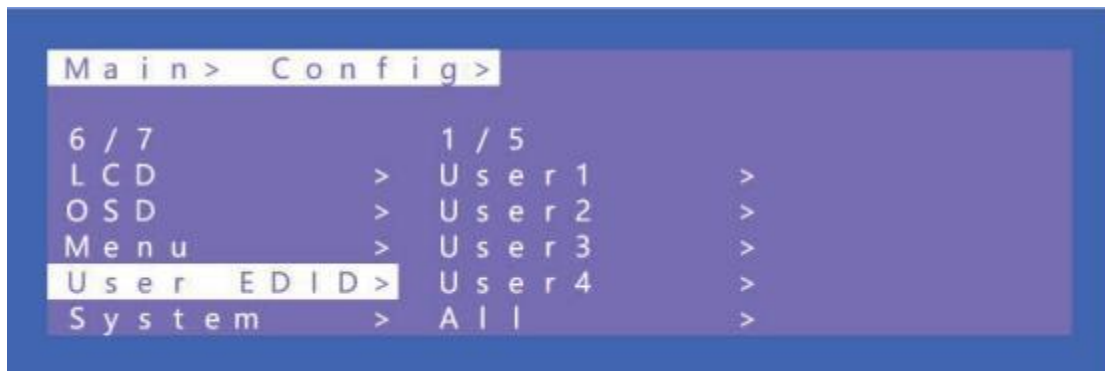 Main> Config>
6/7 1/5
LCD > User1 >
OSD > User2 >
Menu > User3 >
User EDID> User4 >
System > All >